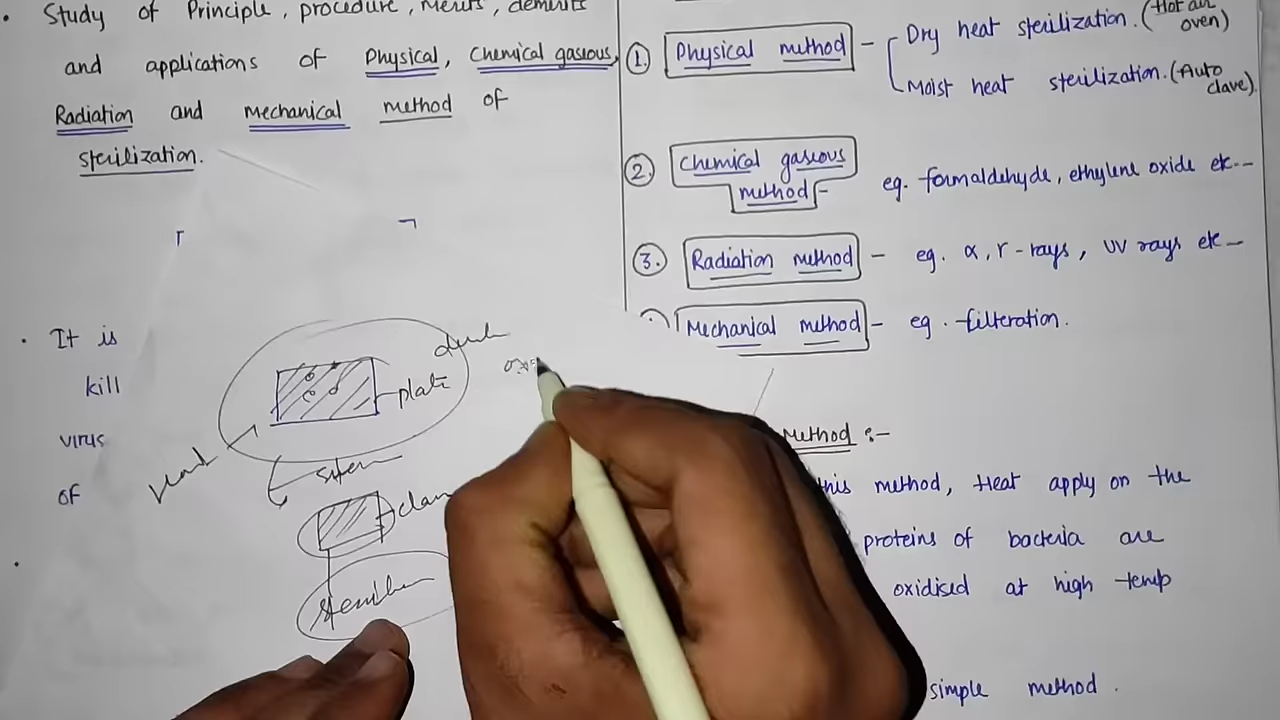 • Study of Principle, procedure, merits, demerits
and applications of Physical, Chemical gaseous,
Radiation and mechanical method of
sterilization.
• It is
kill
virus
of
plate
1. Physical method - Dry heat sterilization. (Hot air oven)
Moist heat sterilization. (Auto clave).
2. Chemical gaseous method - eg. formaldehyde, ethylene oxide etc--
3. Radiation method - eg. α, r-rays, UV rays etc--
Mechanical method - eg. filteration.
Method :-
this method, Heat apply on the
proteins of bacteria are
oxidised at high temp
simple method.